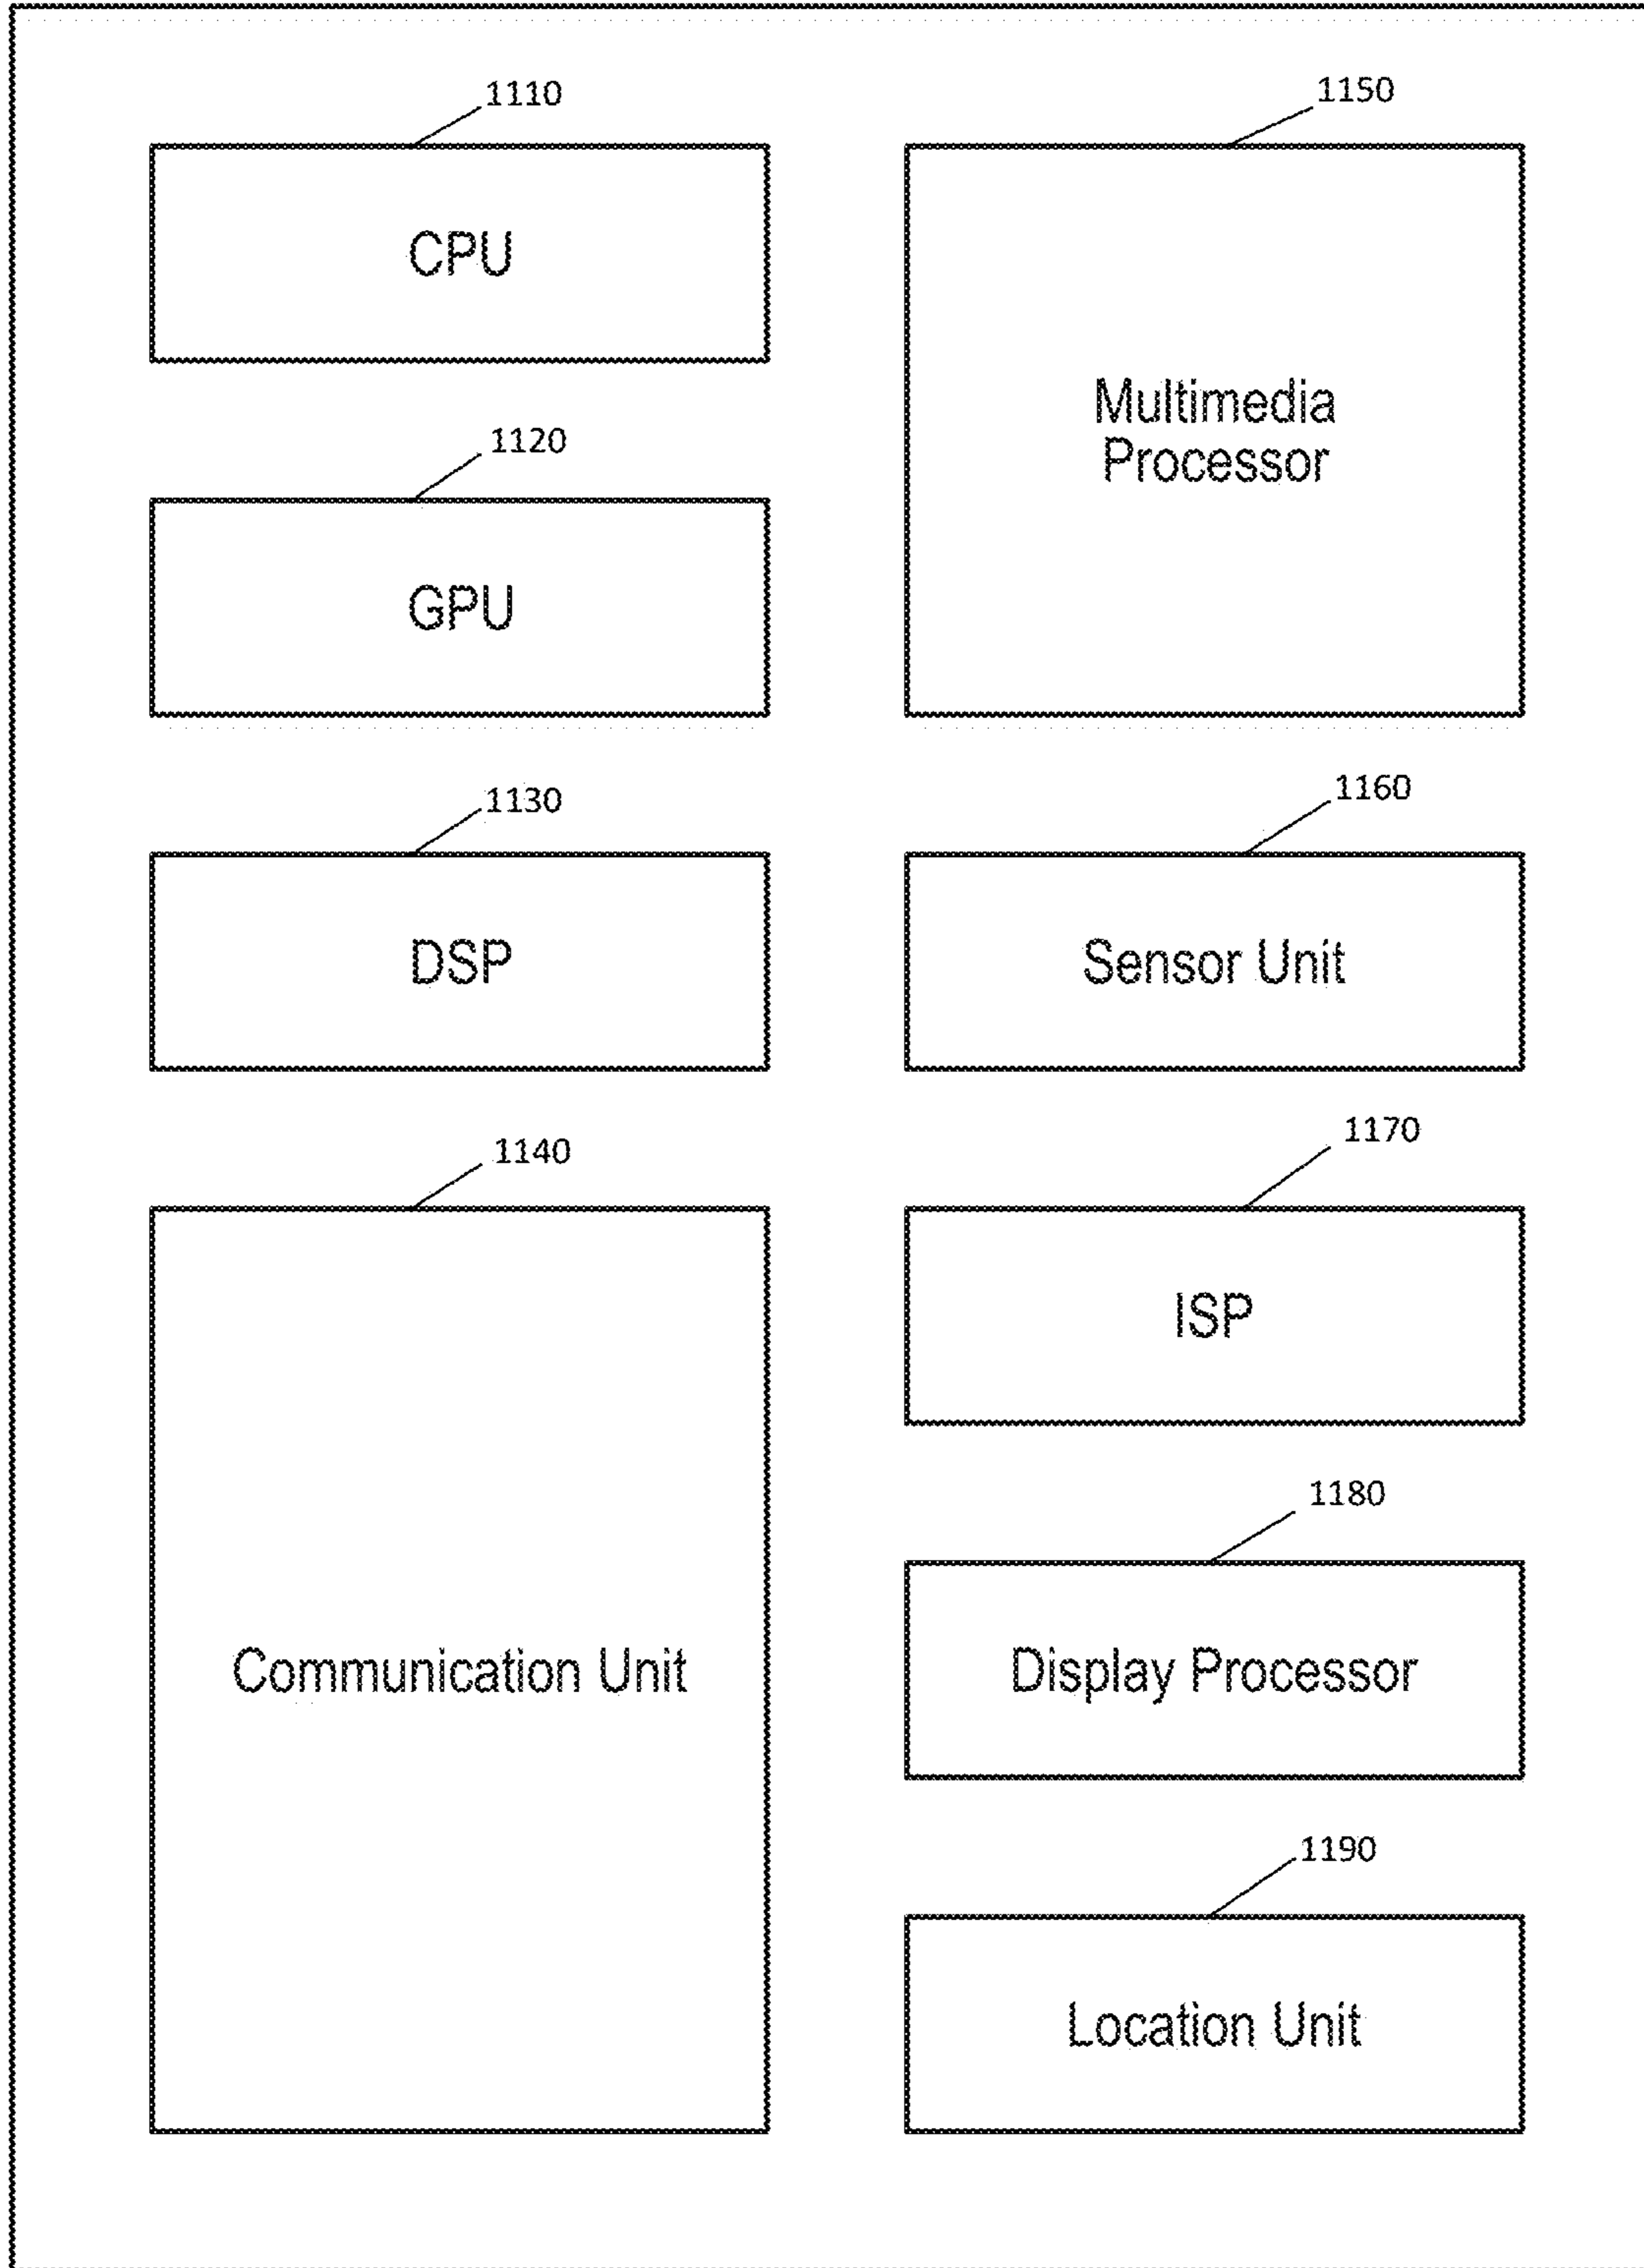 1110
CPU
1120
GPU
1130
DSP
1140
Communication Unit
1150
Multimedia
Processor
1160
Sensor Unit
1170
ISP
1180
Display Processor
1190
Location Unit